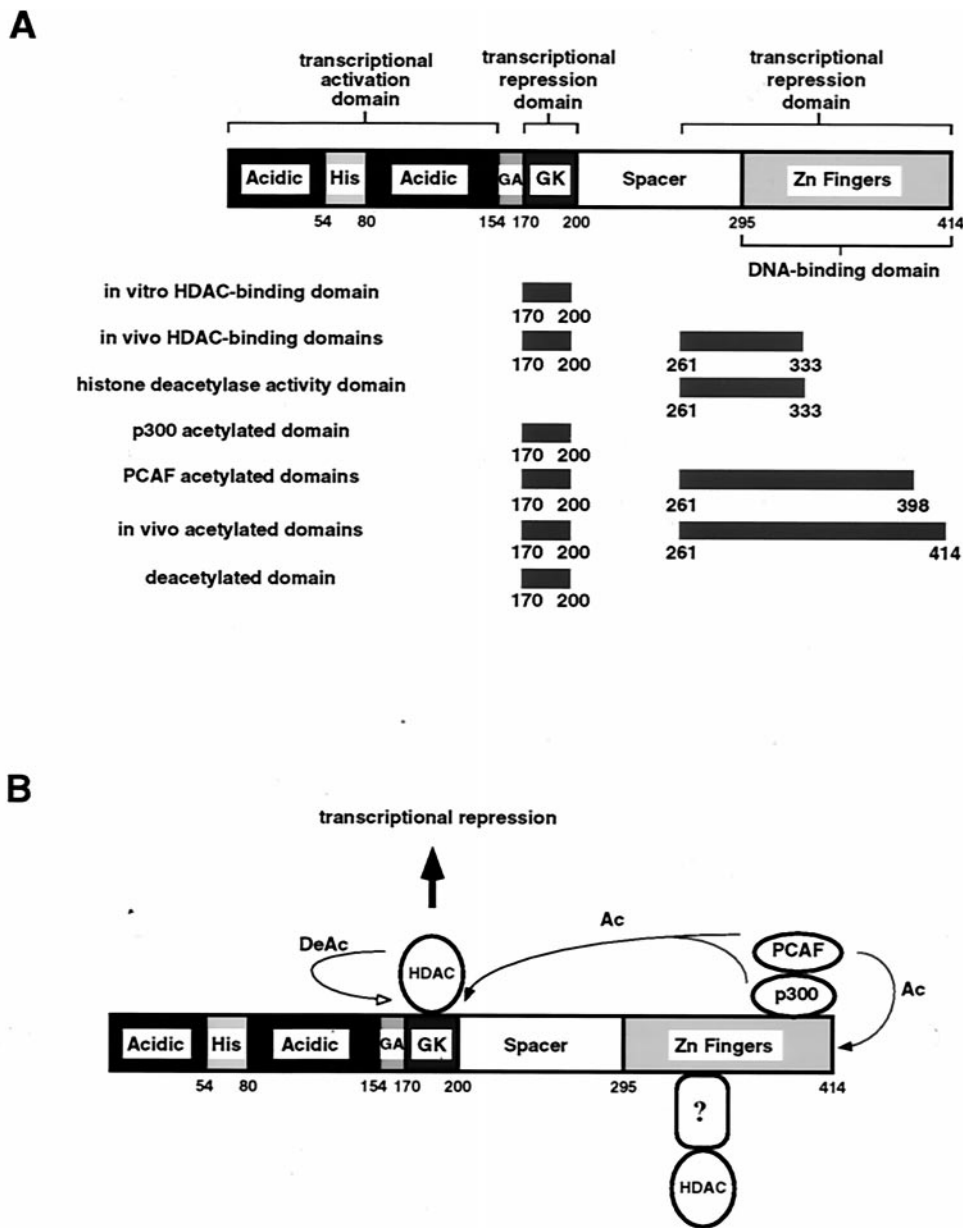 A
transcriptional activation domain
transcriptional repression domain
transcriptional repression domain
Acidic His Acidic GA GK Spacer Zn Fingers
54 80 154 170 200 295 414
DNA-binding domain
in vitro HDAC-binding domain
170 200
in vivo HDAC-binding domains
170 200 261 333
histone deacetylase activity domain
261 333
p300 acetylated domain
170 200
PCAF acetylated domains
170 200 261 398
in vivo acetylated domains
170 200 261 414
deacetylated domain
170 200
B
transcriptional repression
DeAc
HDAC
Ac
PCAF
p300
Ac
Acidic His Acidic GA GK Spacer Zn Fingers
54 80 154 170 200 295 414
?
HDAC